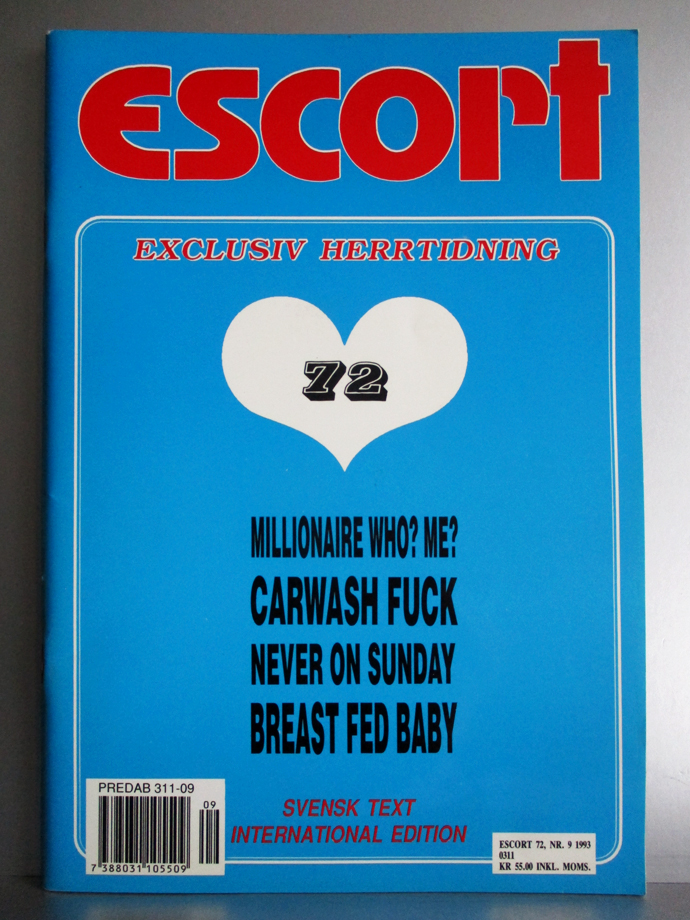 escort
EXCLUSIV HERRTIDNING
72
MILLIONAIRE WHO? ME?
CARWASH FUCK
NEVER ON SUNDAY
BREAST FED BABY
SVENSK TEXT
INTERNATIONAL EDITION
PREDAB 311-09
09
7 388031 105509
ESCORT 72, NR. 9 1993
0311
KR 55.00 INKL. MOMS.